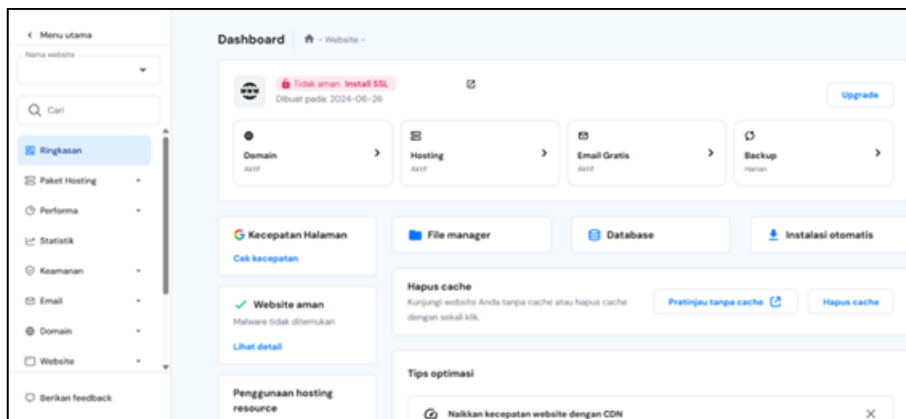 Menu utama
Nama website
Cari
Ringkasan
Paket Hosting
Performa
Statistik
Keamanan
Email
Domain
Website
Berikan feedback
Dashboard - Website -
Tidak aman Install SSL
Dibuat pada: 2024-06-26
Upgrade
Domain
Aktif
Hosting
Aktif
Email Gratis
Aktif
Backup
Harian
Kecepatan Halaman
Cek kecepatan
File manager
Database
Instalasi otomatis
Website aman
Malware tidak ditemukan
Lihat detail
Hapus cache
Kunjungi website Anda tanpa cache atau hapus cache
dengan sekali klik.
Pratinjau tanpa cache
Hapus cache
Penggunaan hosting
resource
Tips optimasi
Naikkan kecepatan website dengan CDN